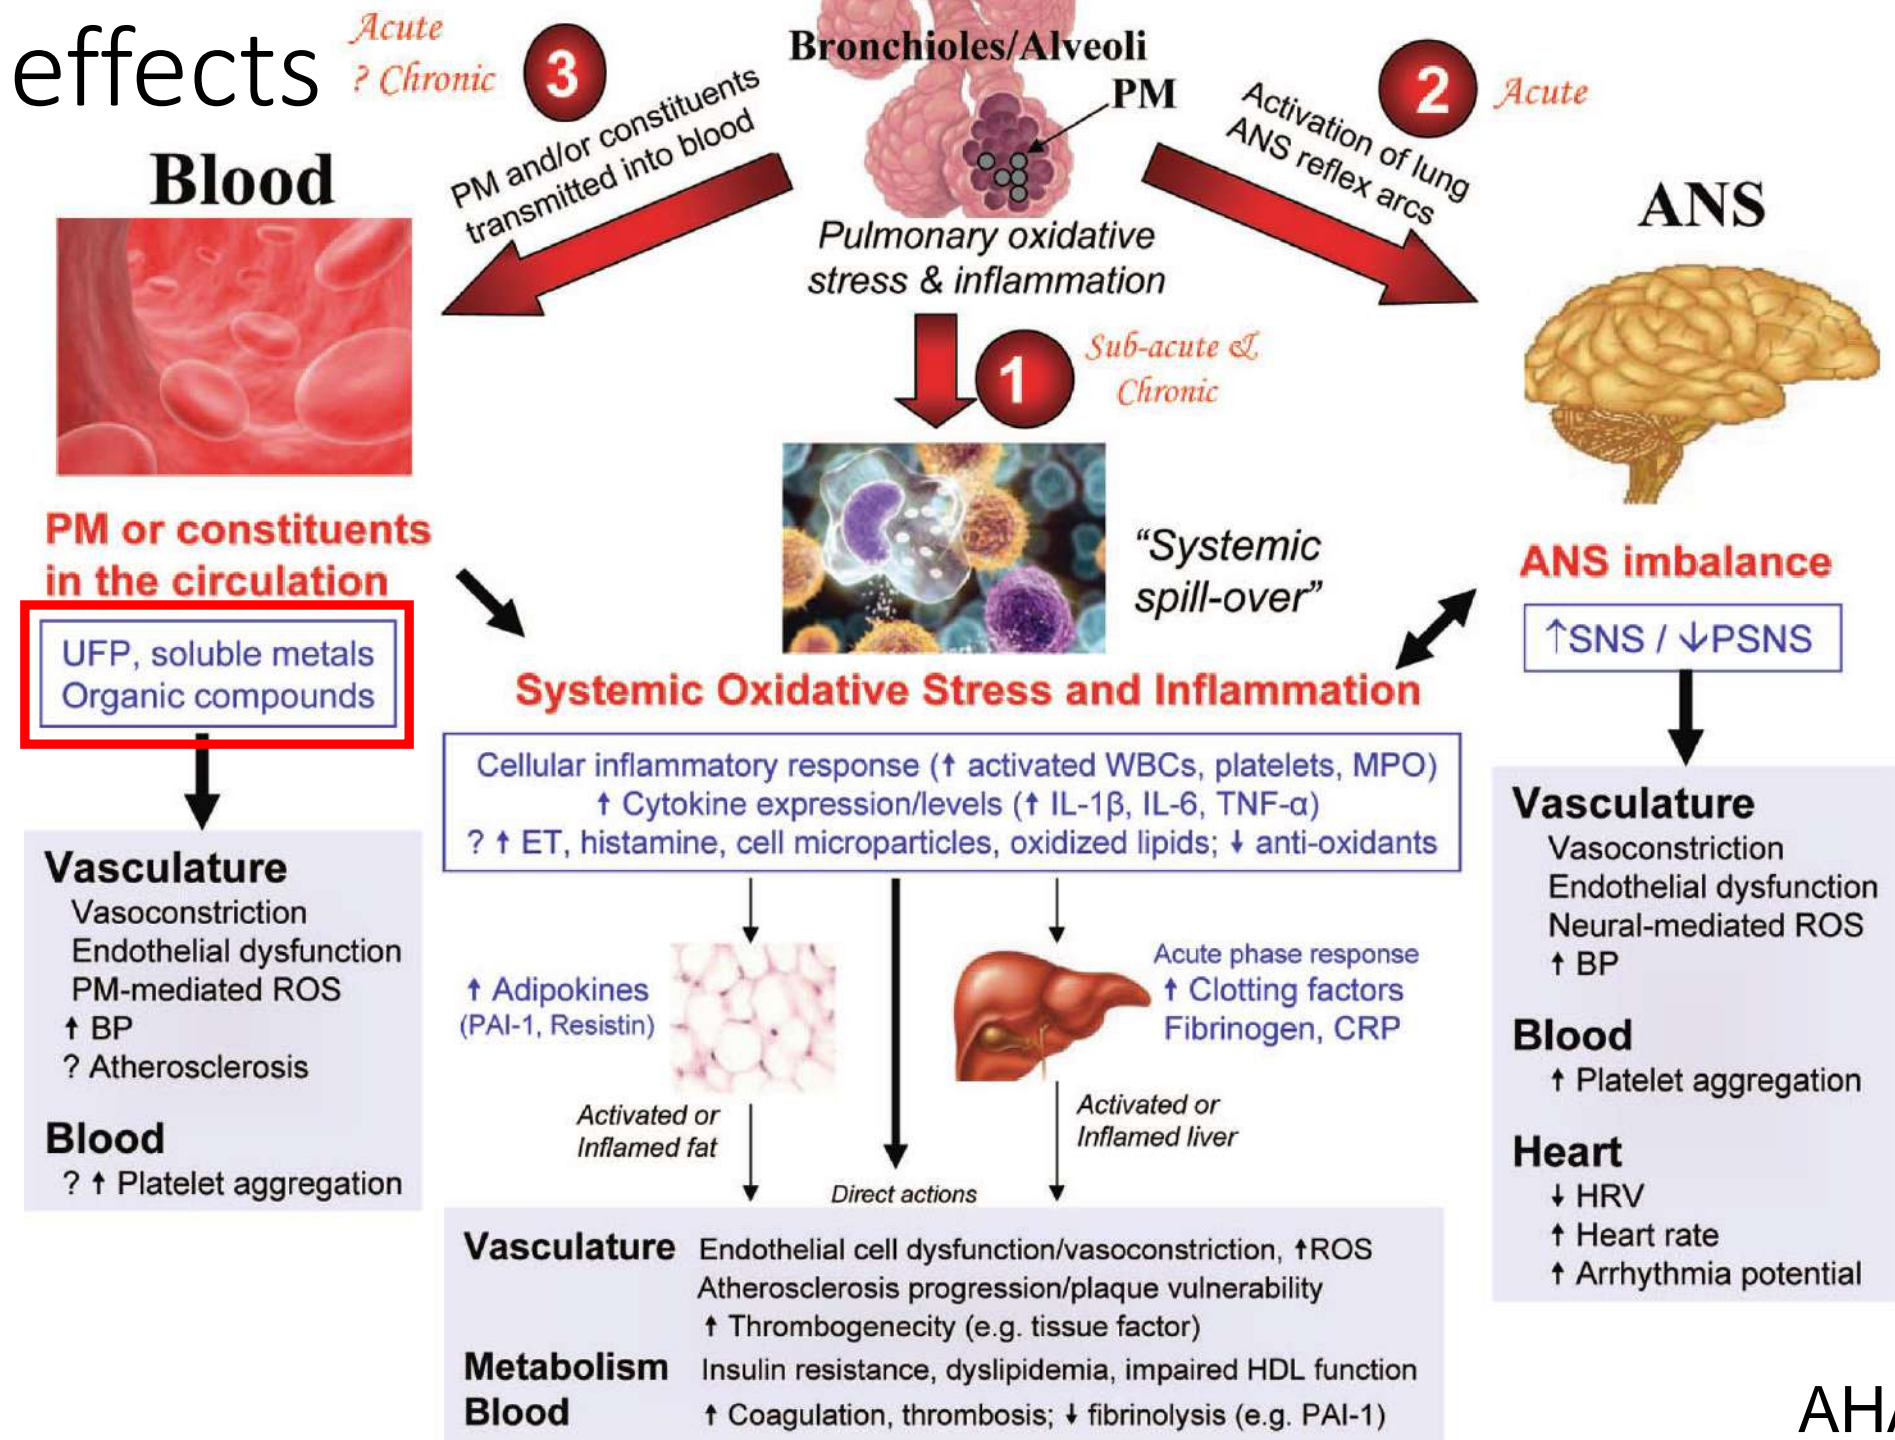 effects
Acute
? Chronic
3
PM and/or constituents
transmitted into blood
Bronchioles/Alveoli
PM
Activation of lung
ANS reflex arcs
2
Acute
Blood
Pulmonary oxidative
stress & inflammation
ANS
1
Sub-acute &
Chronic
PM or constituents
in the circulation
UFP, soluble metals
Organic compounds
“Systemic
spill-over”
ANS imbalance
↑SNS / ↓PSNS
Systemic Oxidative Stress and Inflammation
Cellular inflammatory response (↑ activated WBCs, platelets, MPO)
↑ Cytokine expression/levels (↑ IL-1β, IL-6, TNF-α)
? ↑ ET, histamine, cell microparticles, oxidized lipids; ↓ anti-oxidants
Vasculature
Vasoconstriction
Endothelial dysfunction
PM-mediated ROS
↑ BP
? Atherosclerosis
Blood
? ↑ Platelet aggregation
↑ Adipokines
(PAI-1, Resistin)
Acute phase response
↑ Clotting factors
Fibrinogen, CRP
Activated or
Inflamed fat
Activated or
Inflamed liver
Direct actions
Vasculature
Vasoconstriction
Endothelial dysfunction
Neural-mediated ROS
↑ BP
Blood
↑ Platelet aggregation
Heart
↓ HRV
↑ Heart rate
↑ Arrhythmia potential
Vasculature Endothelial cell dysfunction/vasoconstriction, ↑ROS
Atherosclerosis progression/plaque vulnerability
↑ Thrombogenecity (e.g. tissue factor)
Metabolism Insulin resistance, dyslipidemia, impaired HDL function
Blood ↑ Coagulation, thrombosis; ↓ fibrinolysis (e.g. PAI-1)
AHA